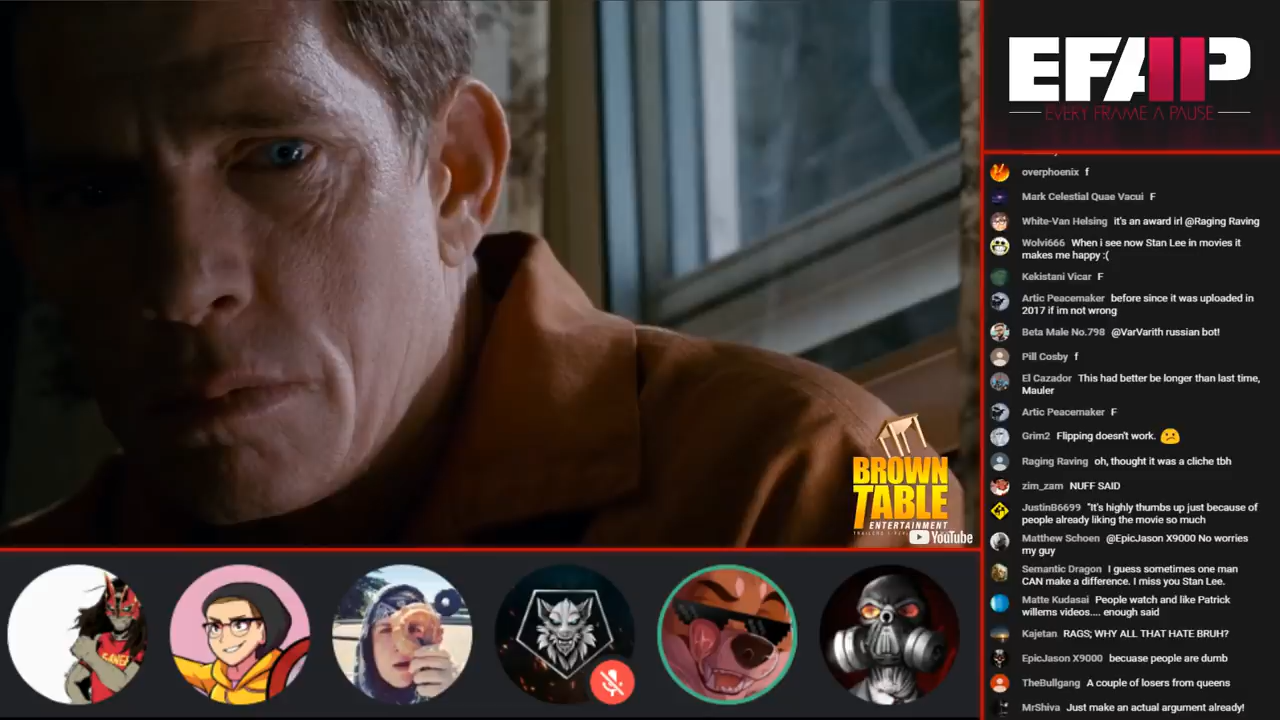 EFAP
EVERY FRAME A PAUSE
overphoenix f
Mark Celestial Quae Vacui F
White-Van Helsing it's an award irl @Raging Raving
Wolvi666 When i see now Stan Lee in movies it
makes me happy :(
Kekistani Vicar F
Artic Peacemaker before since it was uploaded in
2017 if im not wrong
Beta Male No.798 @VarVarith russian bot!
Pill Cosby f
El Cazador This had better be longer than last time,
Mauler
Artic Peacemaker F
Grim2 Flipping doesn't work.
Raging Raving oh, thought it was a cliche tbh
zim_zam NUFF SAID
JustinB6699 "It's highly thumbs up just because of
people already liking the movie so much
Matthew Schoen @EpicJason X9000 No worries
my guy
Semantic Dragon I guess sometimes one man
CAN make a difference. I miss you Stan Lee.
Matte Kudasai People watch and like Patrick
willems videos.... enough said
Kajetan RAGS; WHY ALL THAT HATE BRUH?
EpicJason X9000 becuase people are dumb
TheBullgang A couple of losers from queens
MrShiva Just make an actual argument already!
BROWN
TABLE
ENTERTAINMENT
YouTube